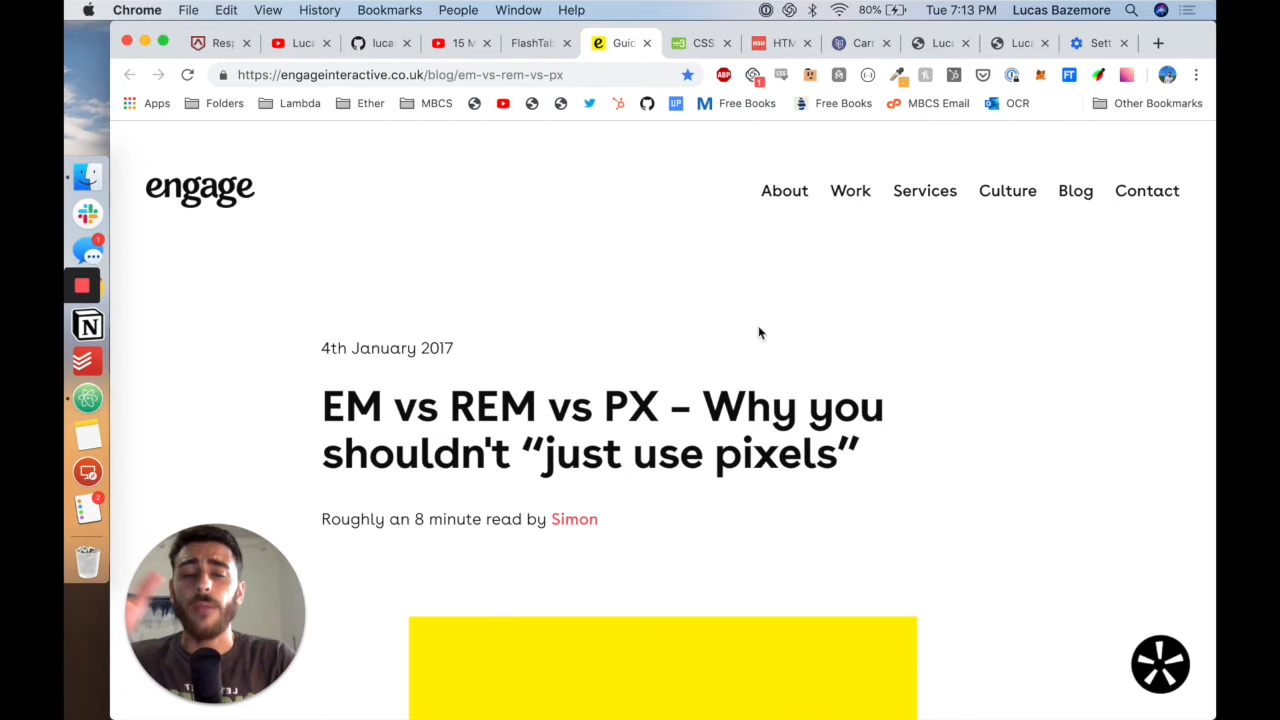 Chrome File Edit View History Bookmarks People Window Help 80% Tue 7:13 PM Lucas Bazemore
Resp Luca lucas 15 M FlashTab Guid CSS HTM Carr Luca Luca Sett
https://engageinteractive.co.uk/blog/em-vs-rem-vs-px
Apps Folders Lambda Ether MBCS Free Books Free Books MBCS Email OCR Other Bookmarks
engage
About Work Services Culture Blog Contact
4th January 2017
EM vs REM vs PX – Why you
shouldn't “just use pixels”
Roughly an 8 minute read by Simon